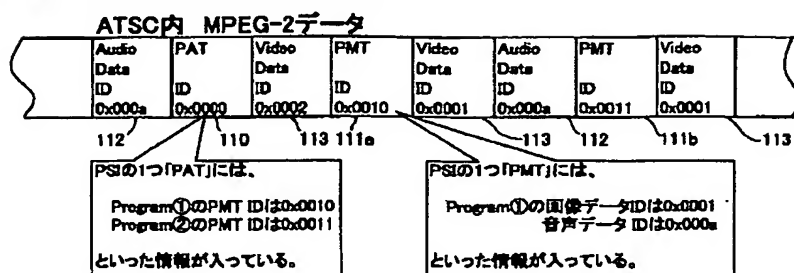 ATSC内 MPEG-2データ
Audio Data ID 0x000a
PAT ID 0x0000
Video Data ID 0x0002
PMT ID 0x0010
Video Data ID 0x0001
Audio Data ID 0x000a
PMT ID 0x0011
Video Data ID 0x0001
112
110
113
111a
113
112
111b
113
PSIの1つ「PAT」には、
Program①のPMT IDは0x0010
Program②のPMT IDは0x0011
といった情報が入っている。
PSIの1つ「PMT」には、
Program①の画像データIDは0x0001
音声データ IDは0x000a
といった情報が入っている。